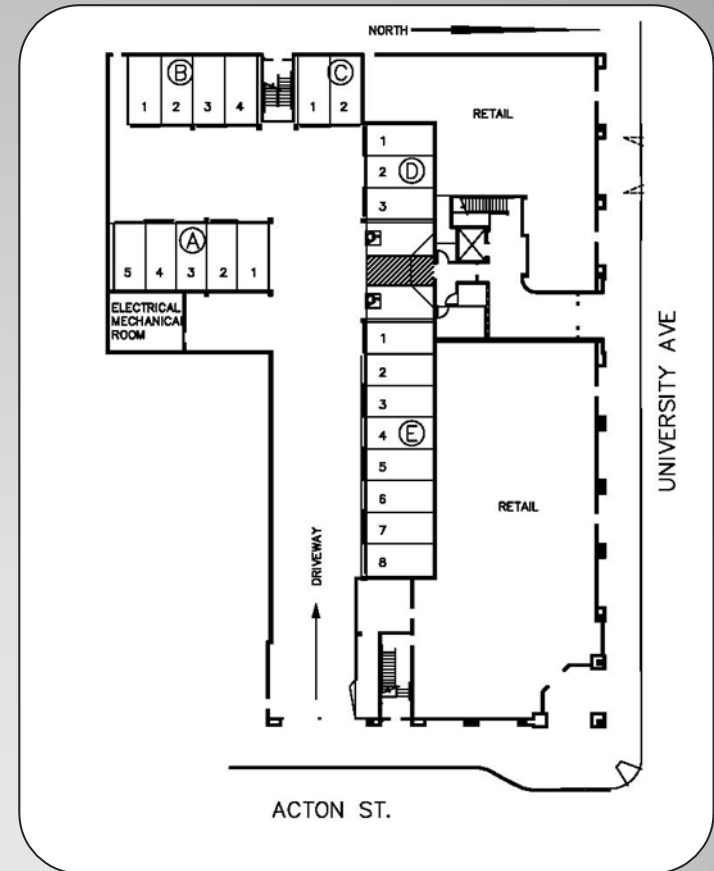 NORTH
B
C
1 2 3 4
1 2
RETAIL
1
2 D
3
A
5 4 3 2 1
ELECTRICAL
MECHANICAL
ROOM
1
2
3
4 E
5
6
7
8
RETAIL
DRIVEWAY
UNIVERSITY AVE
ACTON ST.